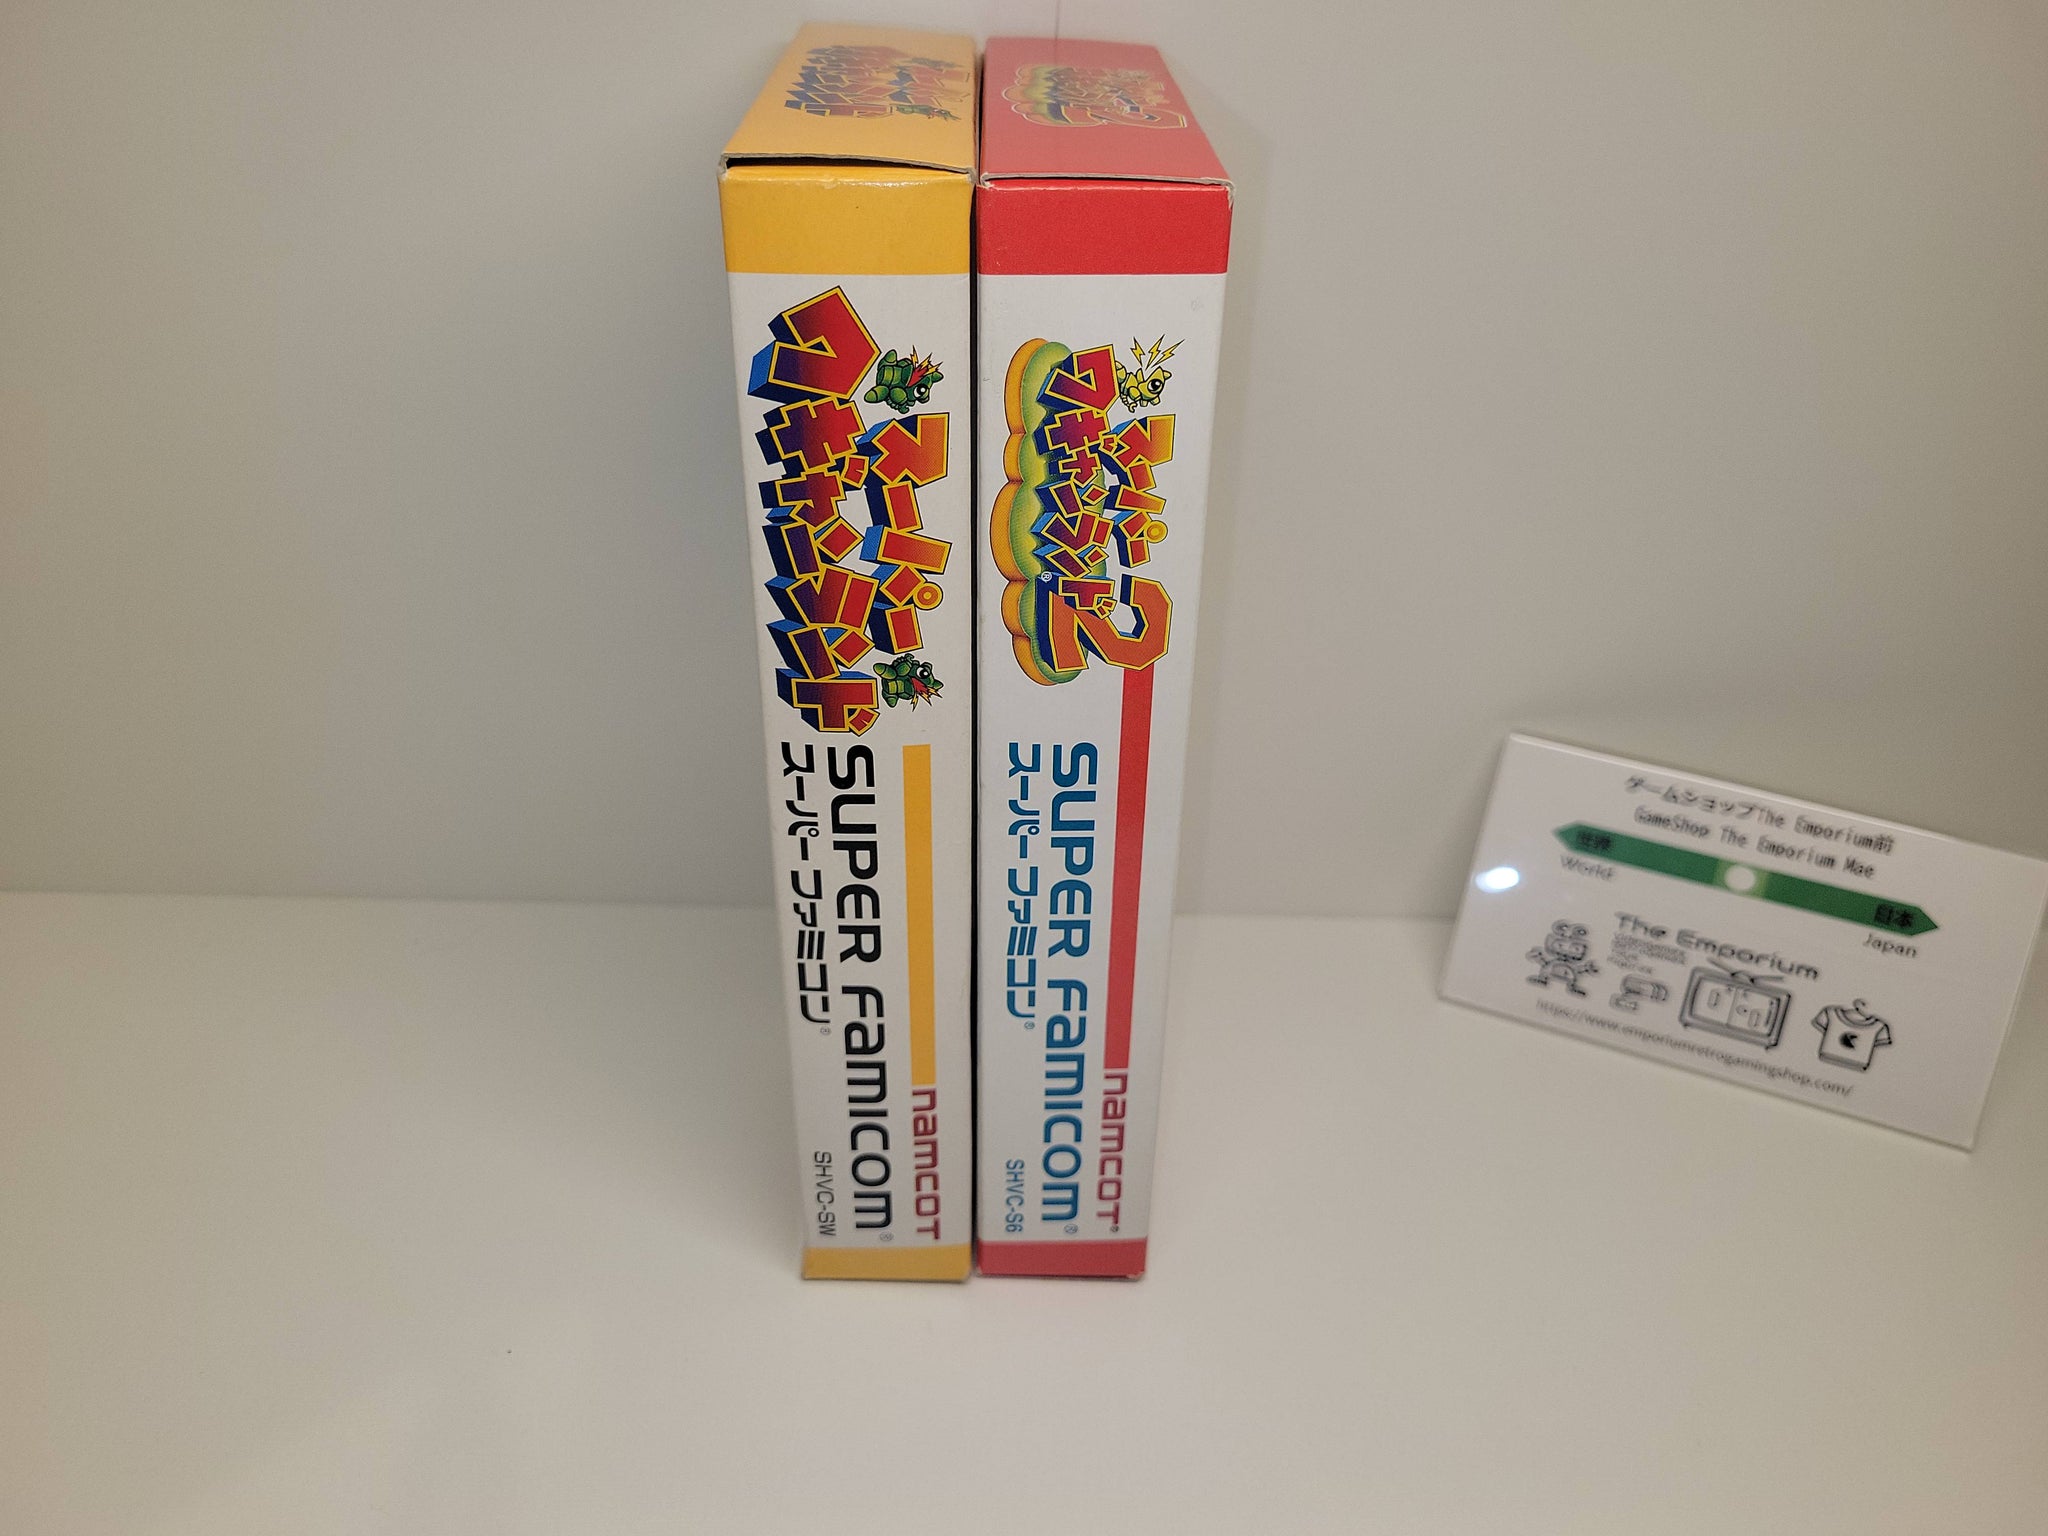 スーパー
ワギャンランド
SUPER FAMICOM®
スーパーファミコン®
namcot
SHVC-SW
スーパー
ワギャンランド®2
SUPER FAMICOM®
スーパーファミコン®
namcot®
SHVC-S6
ゲームショップThe Emporium前
GameShop The Emporium Mae
世界
World
日本
Japan
The Emporium
https://www.emporiumretrogamingshop.com/